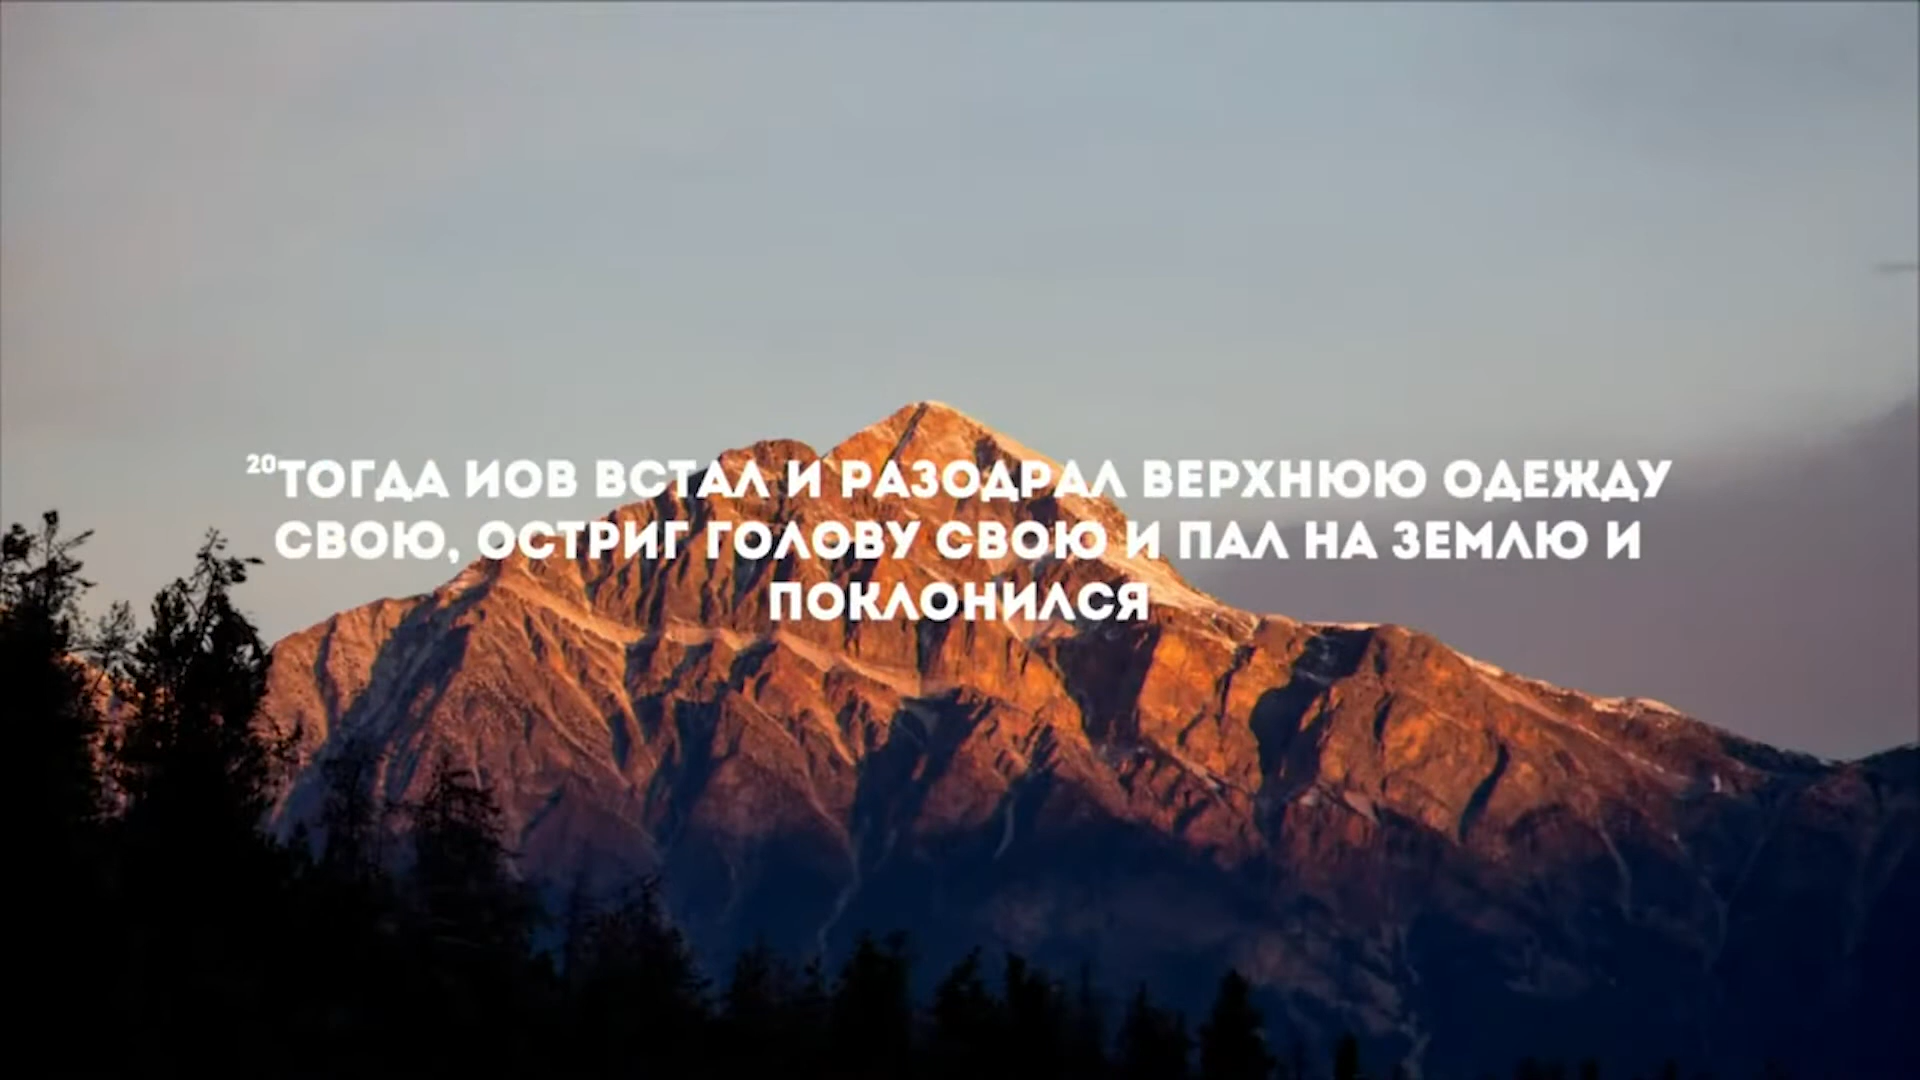 ²⁰ТОГДА ИОВ ВСТАЛ И РАЗОДРАЛ ВЕРХНЮЮ ОДЕЖДУ
СВОЮ, ОСТРИГ ГОЛОВУ СВОЮ И ПАЛ НА ЗЕМЛЮ И
ПОКЛОНИЛСЯ